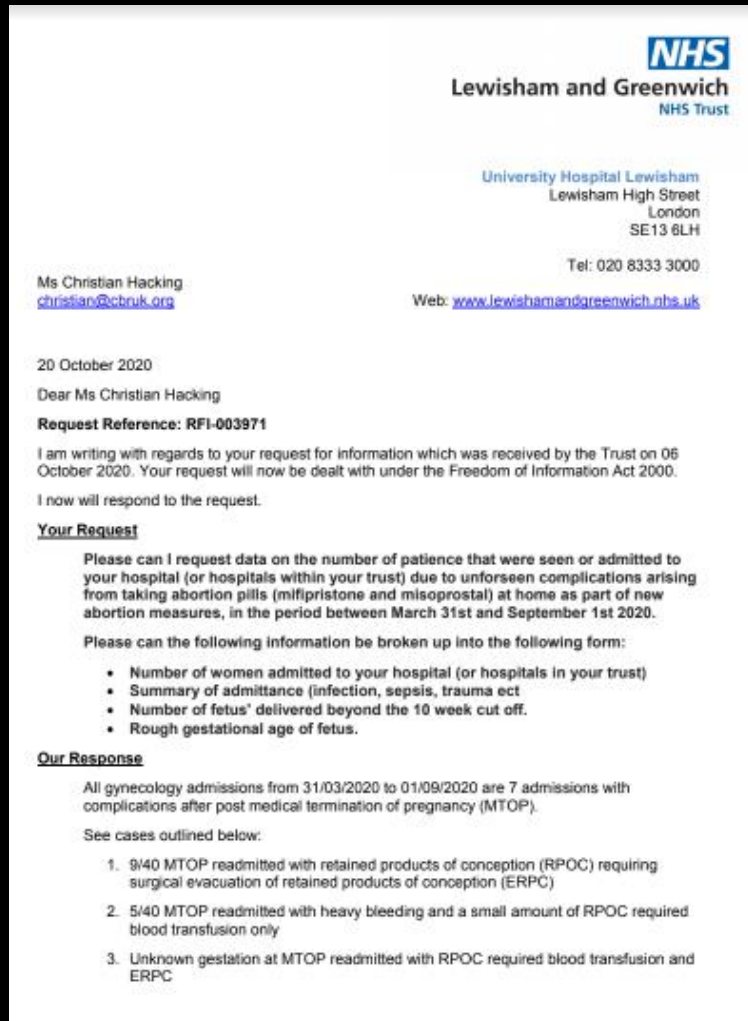 NHS
Lewisham and Greenwich
NHS Trust
University Hospital Lewisham
Lewisham High Street
London
SE13 6LH
Tel: 020 8333 3000
Ms Christian Hacking
christian@cbruk.org
Web: www.lewishamandgreenwich.nhs.uk
20 October 2020
Dear Ms Christian Hacking
Request Reference: RFI-003971
I am writing with regards to your request for information which was received by the Trust on 06
October 2020. Your request will now be dealt with under the Freedom of Information Act 2000.
I now will respond to the request.
Your Request
Please can I request data on the number of patience that were seen or admitted to
your hospital (or hospitals within your trust) due to unforseen complications arising
from taking abortion pills (mifipristone and misoprostal) at home as part of new
abortion measures, in the period between March 31st and September 1st 2020.
Please can the following information be broken up into the following form:
• Number of women admitted to your hospital (or hospitals in your trust)
• Summary of admittance (infection, sepsis, trauma ect
• Number of fetus' delivered beyond the 10 week cut off.
• Rough gestational age of fetus.
Our Response
All gynecology admissions from 31/03/2020 to 01/09/2020 are 7 admissions with
complications after post medical termination of pregnancy (MTOP).
See cases outlined below:
1. 9/40 MTOP readmitted with retained products of conception (RPOC) requiring
surgical evacuation of retained products of conception (ERPC)
2. 5/40 MTOP readmitted with heavy bleeding and a small amount of RPOC required
blood transfusion only
3. Unknown gestation at MTOP readmitted with RPOC required blood transfusion and
ERPC